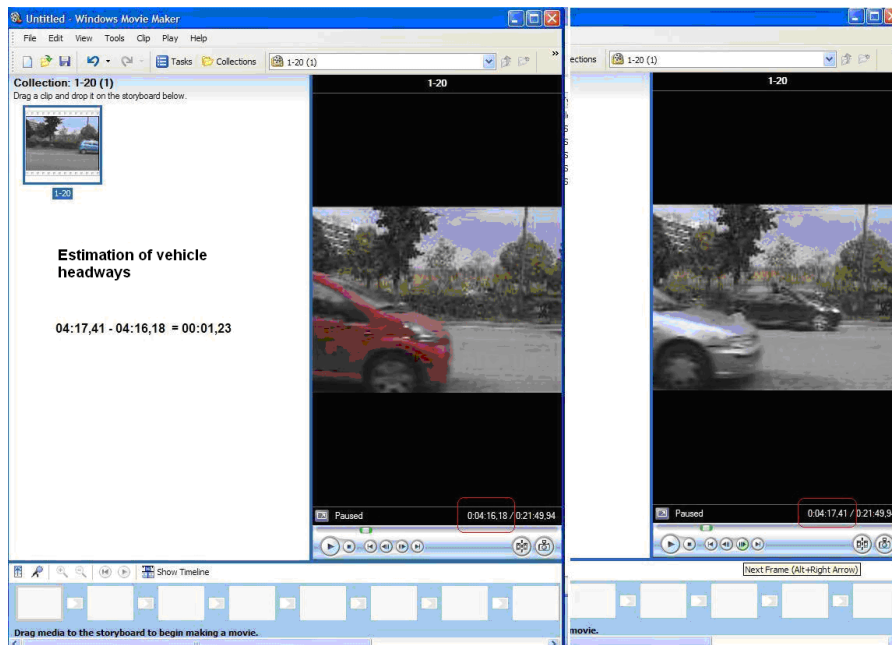 Untitled - Windows Movie Maker
File Edit View Tools Clip Play Help
Tasks Collections 1-20 (1) »
Collection: 1-20 (1)
Drag a clip and drop it on the storyboard below.
1-20
Estimation of vehicle
headways
04:17,41 - 04:16,18 = 00:01,23
1-20
Paused 0:04:16,18 / 0:21:49,94
Show Timeline
Drag media to the storyboard to begin making a movie.
ections 1-20 (1)
1-20
Paused 0:04:17,41 / 0:21:49,9
Next Frame (Alt+Right Arrow)
movie.